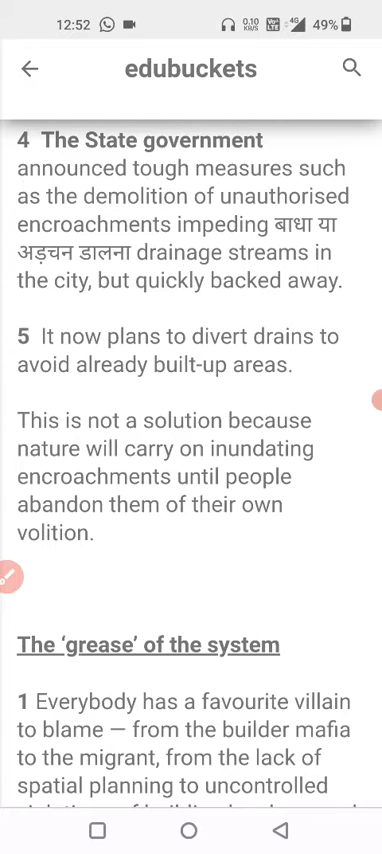 12:52 0.10 KB/S Vo LTE 4G 49%
edubuckets
4 The State government
announced tough measures such
as the demolition of unauthorised
encroachments impeding बाधा या
अड़चन डालना drainage streams in
the city, but quickly backed away.
5 It now plans to divert drains to
avoid already built-up areas.
This is not a solution because
nature will carry on inundating
encroachments until people
abandon them of their own
volition.
The ‘grease’ of the system
1 Everybody has a favourite villain
to blame — from the builder mafia
to the migrant, from the lack of
spatial planning to uncontrolled